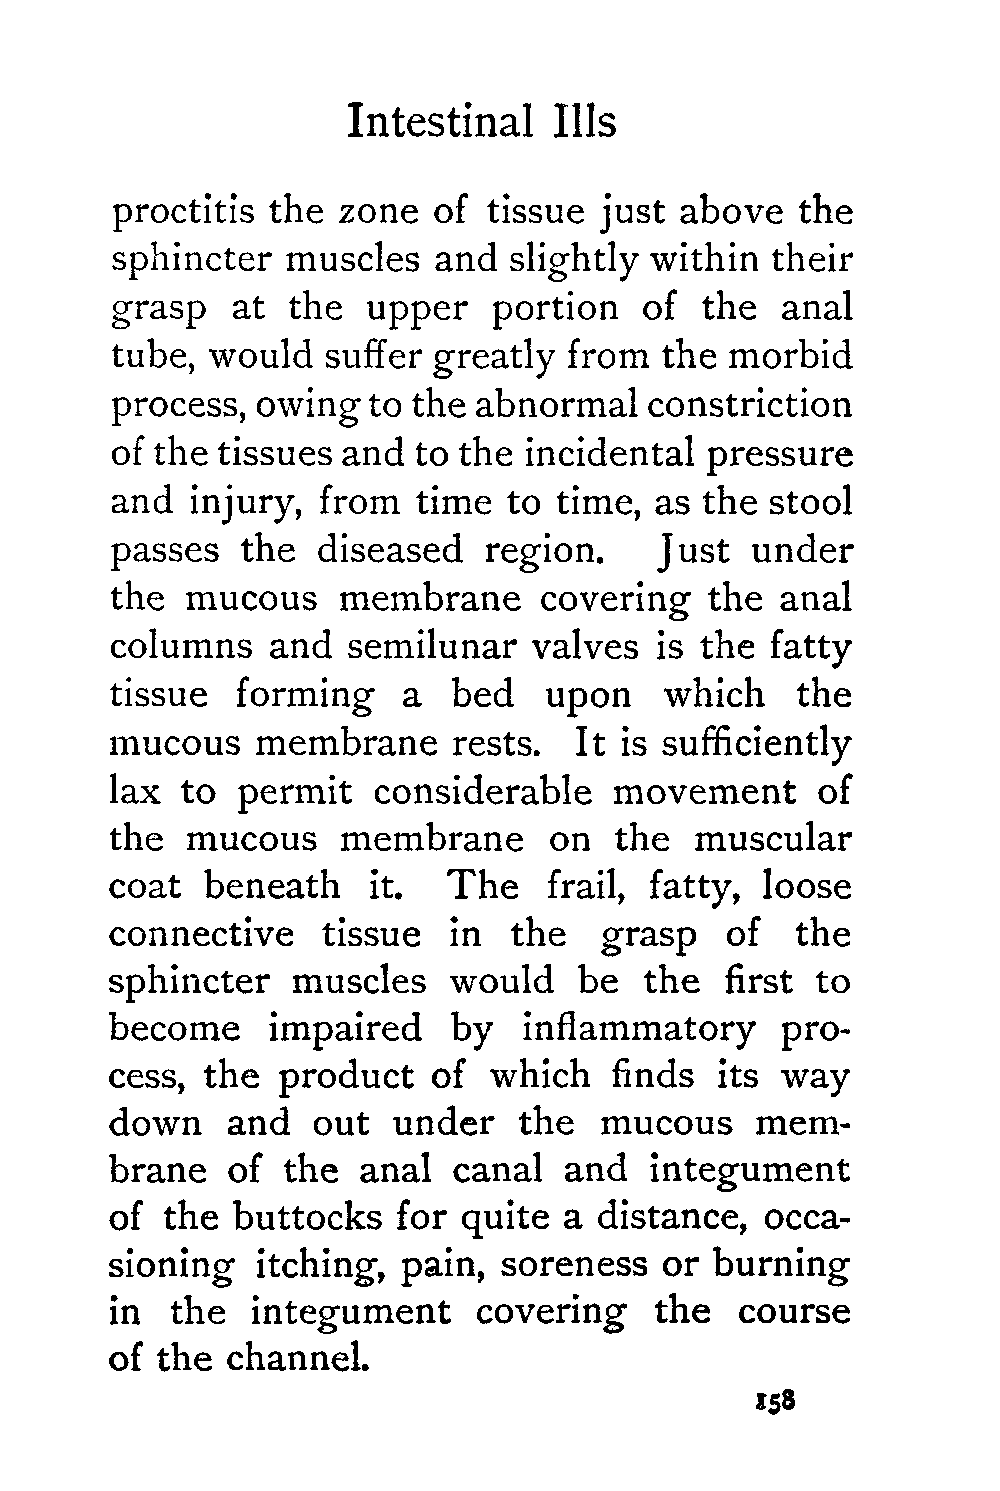 Intestinal Ills
proctitis the zone of tissue just above the
sphincter muscles and slightly within their
grasp at the upper portion of the anal
tube, would suffer greatly from the morbid
process, owing to the abnormal constriction
of the tissues and to the incidental pressure
and injury, from time to time, as the stool
passes the diseased region. Just under
the mucous membrane covering the anal
columns and semilunar valves is the fatty
tissue forming a bed upon which the
mucous membrane rests. It is sufficiently
lax to permit considerable movement of
the mucous membrane on the muscular
coat beneath it. The frail, fatty, loose
connective tissue in the grasp of the
sphincter muscles would be the first to
become impaired by inflammatory pro-
cess, the product of which finds its way
down and out under the mucous mem-
brane of the anal canal and integument
of the buttocks for quite a distance, occa-
sioning itching, pain, soreness or burning
in the integument covering the course
of the channel.
158